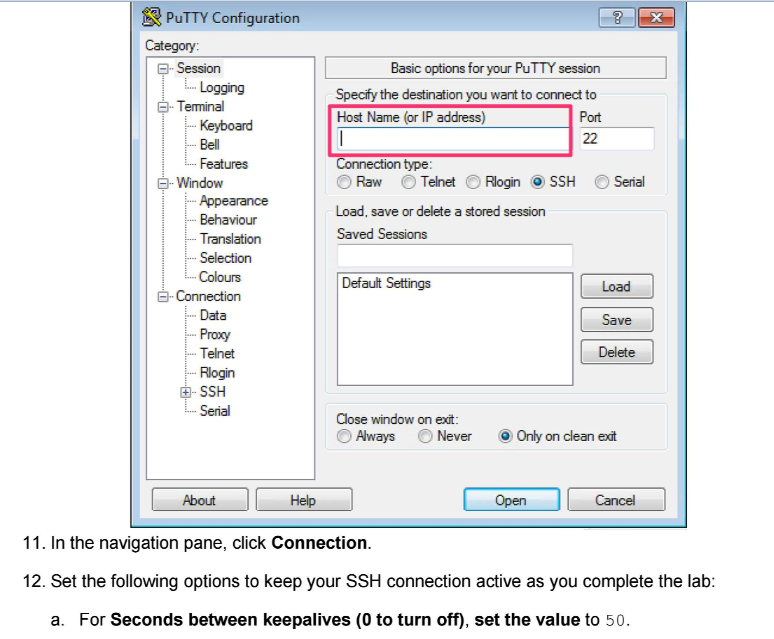 PuTTY Configuration
Category:
Session
Logging
Terminal
Keyboard
Bell
Features
Window
Appearance
Behaviour
Translation
Selection
Colours
Connection
Data
Proxy
Telnet
Rlogin
SSH
Serial
Basic options for your PuTTY session
Specify the destination you want to connect to
Host Name (or IP address) Port
22
Connection type:
Raw Telnet Rlogin SSH Serial
Load, save or delete a stored session
Saved Sessions
Default Settings
Load
Save
Delete
Close window on exit:
Always Never Only on clean exit
About Help Open Cancel
11. In the navigation pane, click Connection.
12. Set the following options to keep your SSH connection active as you complete the lab:
a. For Seconds between keepalives (0 to turn off), set the value to 50.